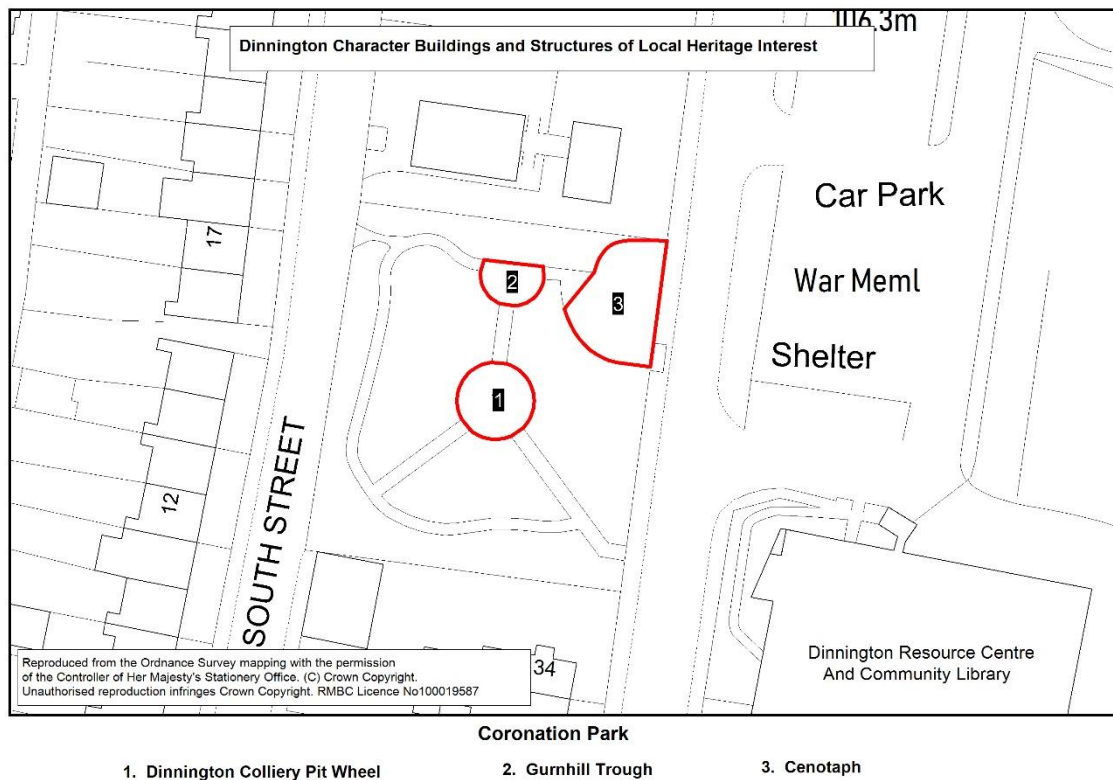 106.3m
Dinnington Character Buildings and Structures of Local Heritage Interest
Car Park
17
2
War Meml
3
Shelter
1
12
SOUTH STREET
Dinnington Resource Centre
And Community Library
34
Reproduced from the Ordnance Survey mapping with the permission
of the Controller of Her Majesty's Stationery Office. (C) Crown Copyright.
Unauthorised reproduction infringes Crown Copyright. RMBC Licence No100019587
Coronation Park
1. Dinnington Colliery Pit Wheel
2. Gurnhill Trough
3. Cenotaph